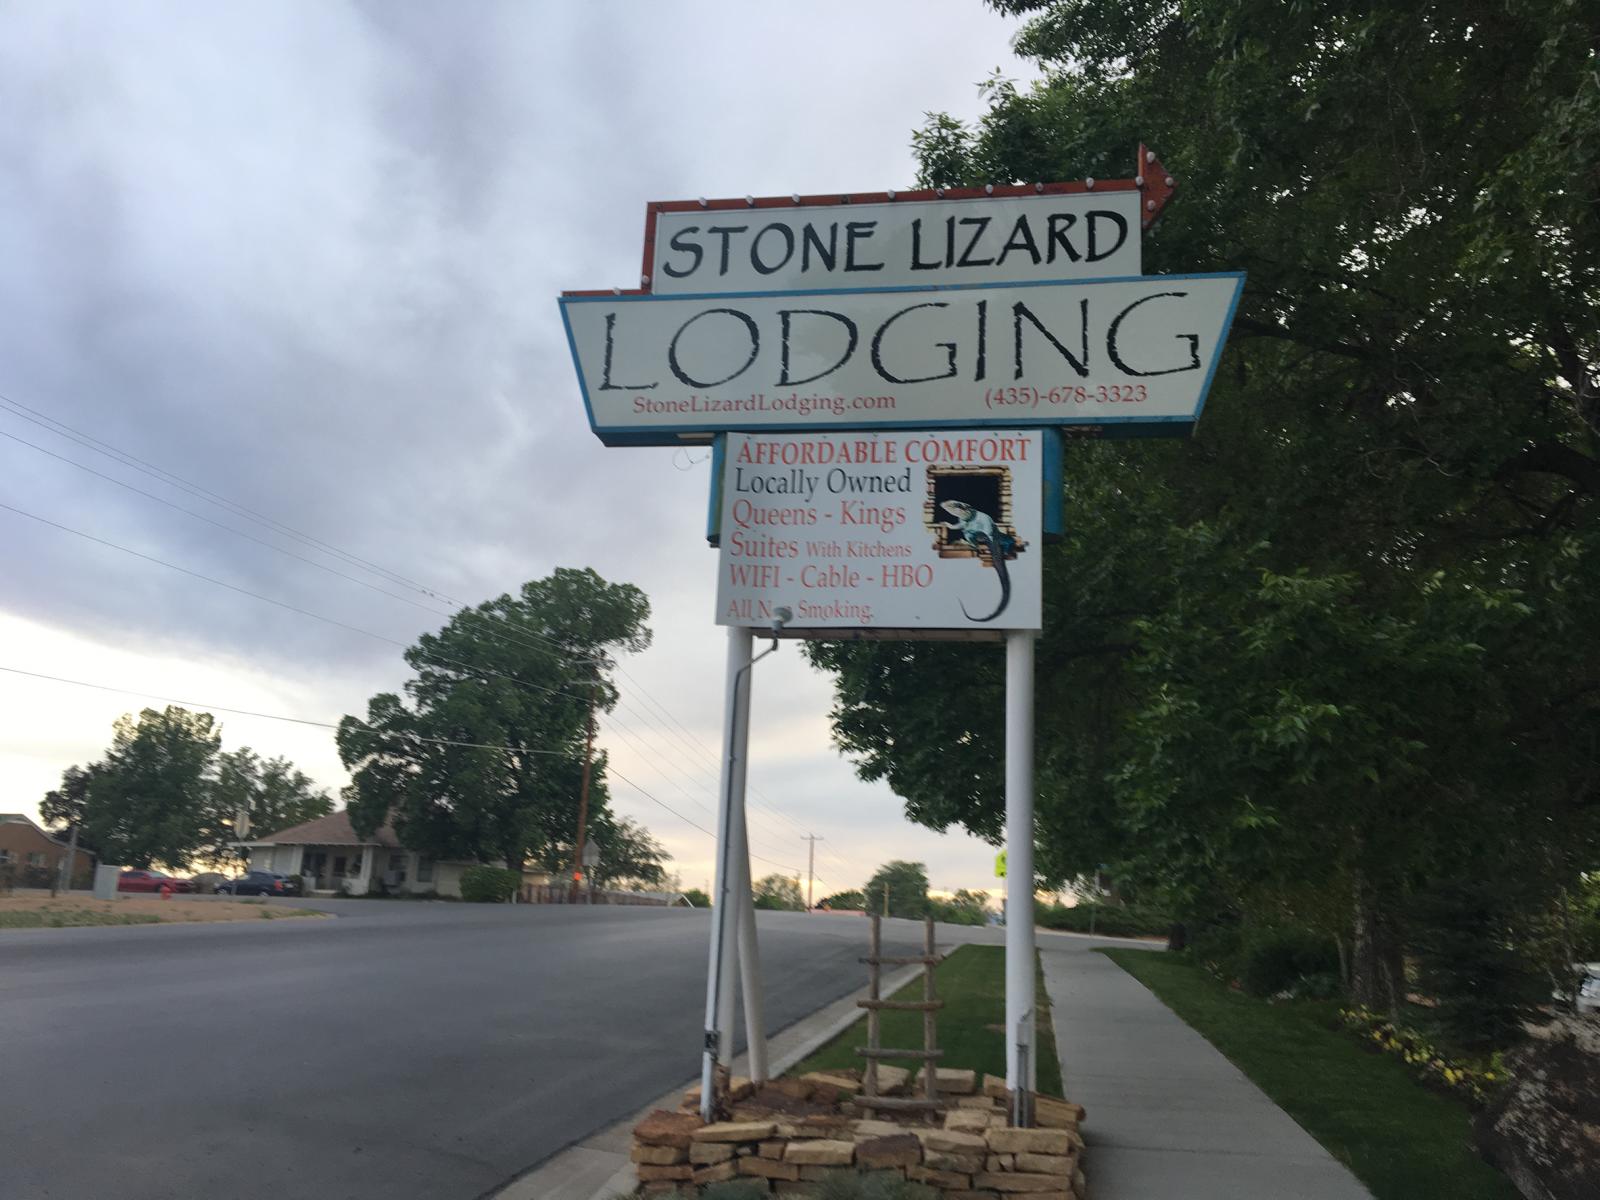 STONE LIZARD
LODGING
StoneLizardLodging.com (435)-678-3323
AFFORDABLE COMFORT
Locally Owned
Queens - Kings
Suites With Kitchens
WIFI - Cable - HBO
All Smoking.